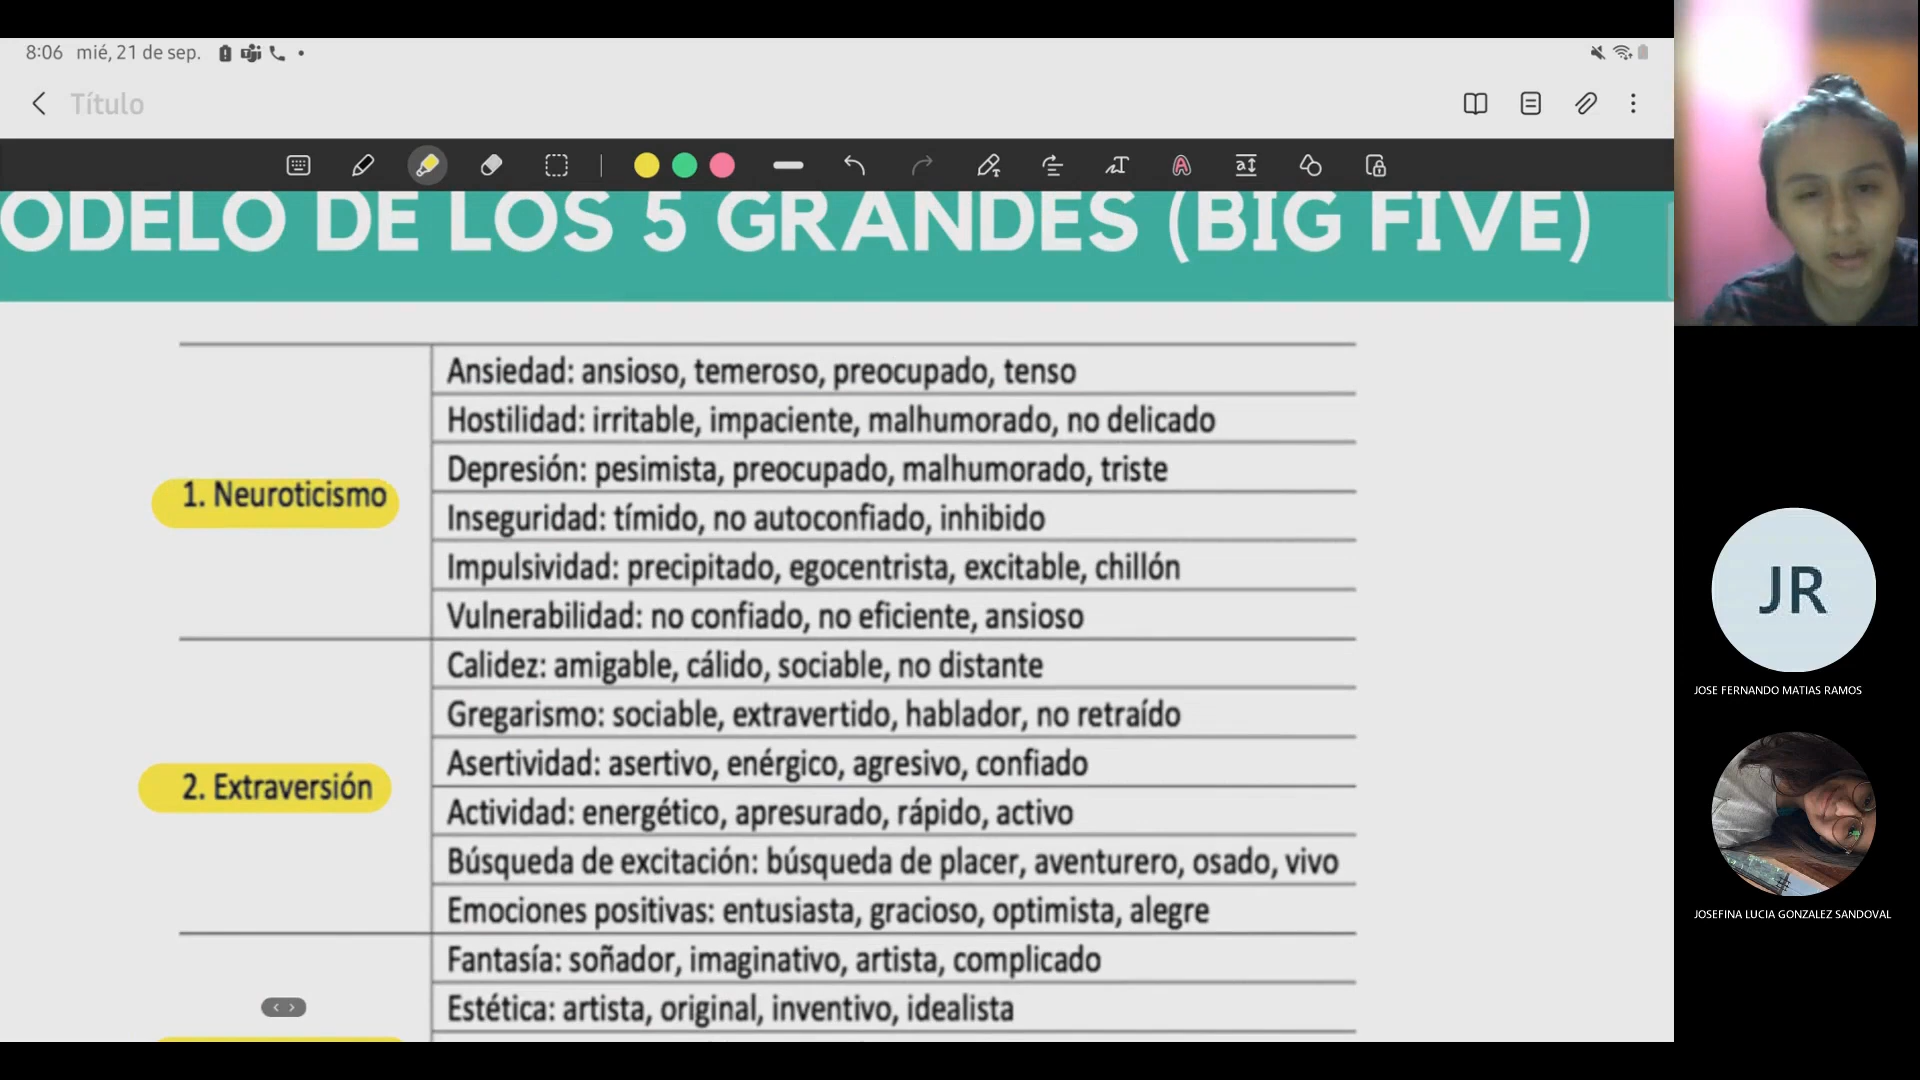 8:06 mié, 21 de sep.
Título
ODELO DE LOS 5 GRANDES (BIG FIVE)
1. Neuroticismo
Ansiedad: ansioso, temeroso, preocupado, tenso
Hostilidad: irritable, impaciente, malhumorado, no delicado
Depresión: pesimista, preocupado, malhumorado, triste
Inseguridad: tímido, no autoconfiado, inhibido
Impulsividad: precipitado, egocentrista, excitable, chillón
Vulnerabilidad: no confiado, no eficiente, ansioso
2. Extraversión
Calidez: amigable, cálido, sociable, no distante
Gregarismo: sociable, extravertido, hablador, no retraído
Asertividad: asertivo, enérgico, agresivo, confiado
Actividad: energético, apresurado, rápido, activo
Búsqueda de excitación: búsqueda de placer, aventurero, osado, vivo
Emociones positivas: entusiasta, gracioso, optimista, alegre
Fantasía: soñador, imaginativo, artista, complicado
Estética: artista, original, inventivo, idealista
JR
JOSE FERNANDO MATIAS RAMOS
JOSEFINA LUCIA GONZALEZ SANDOVAL